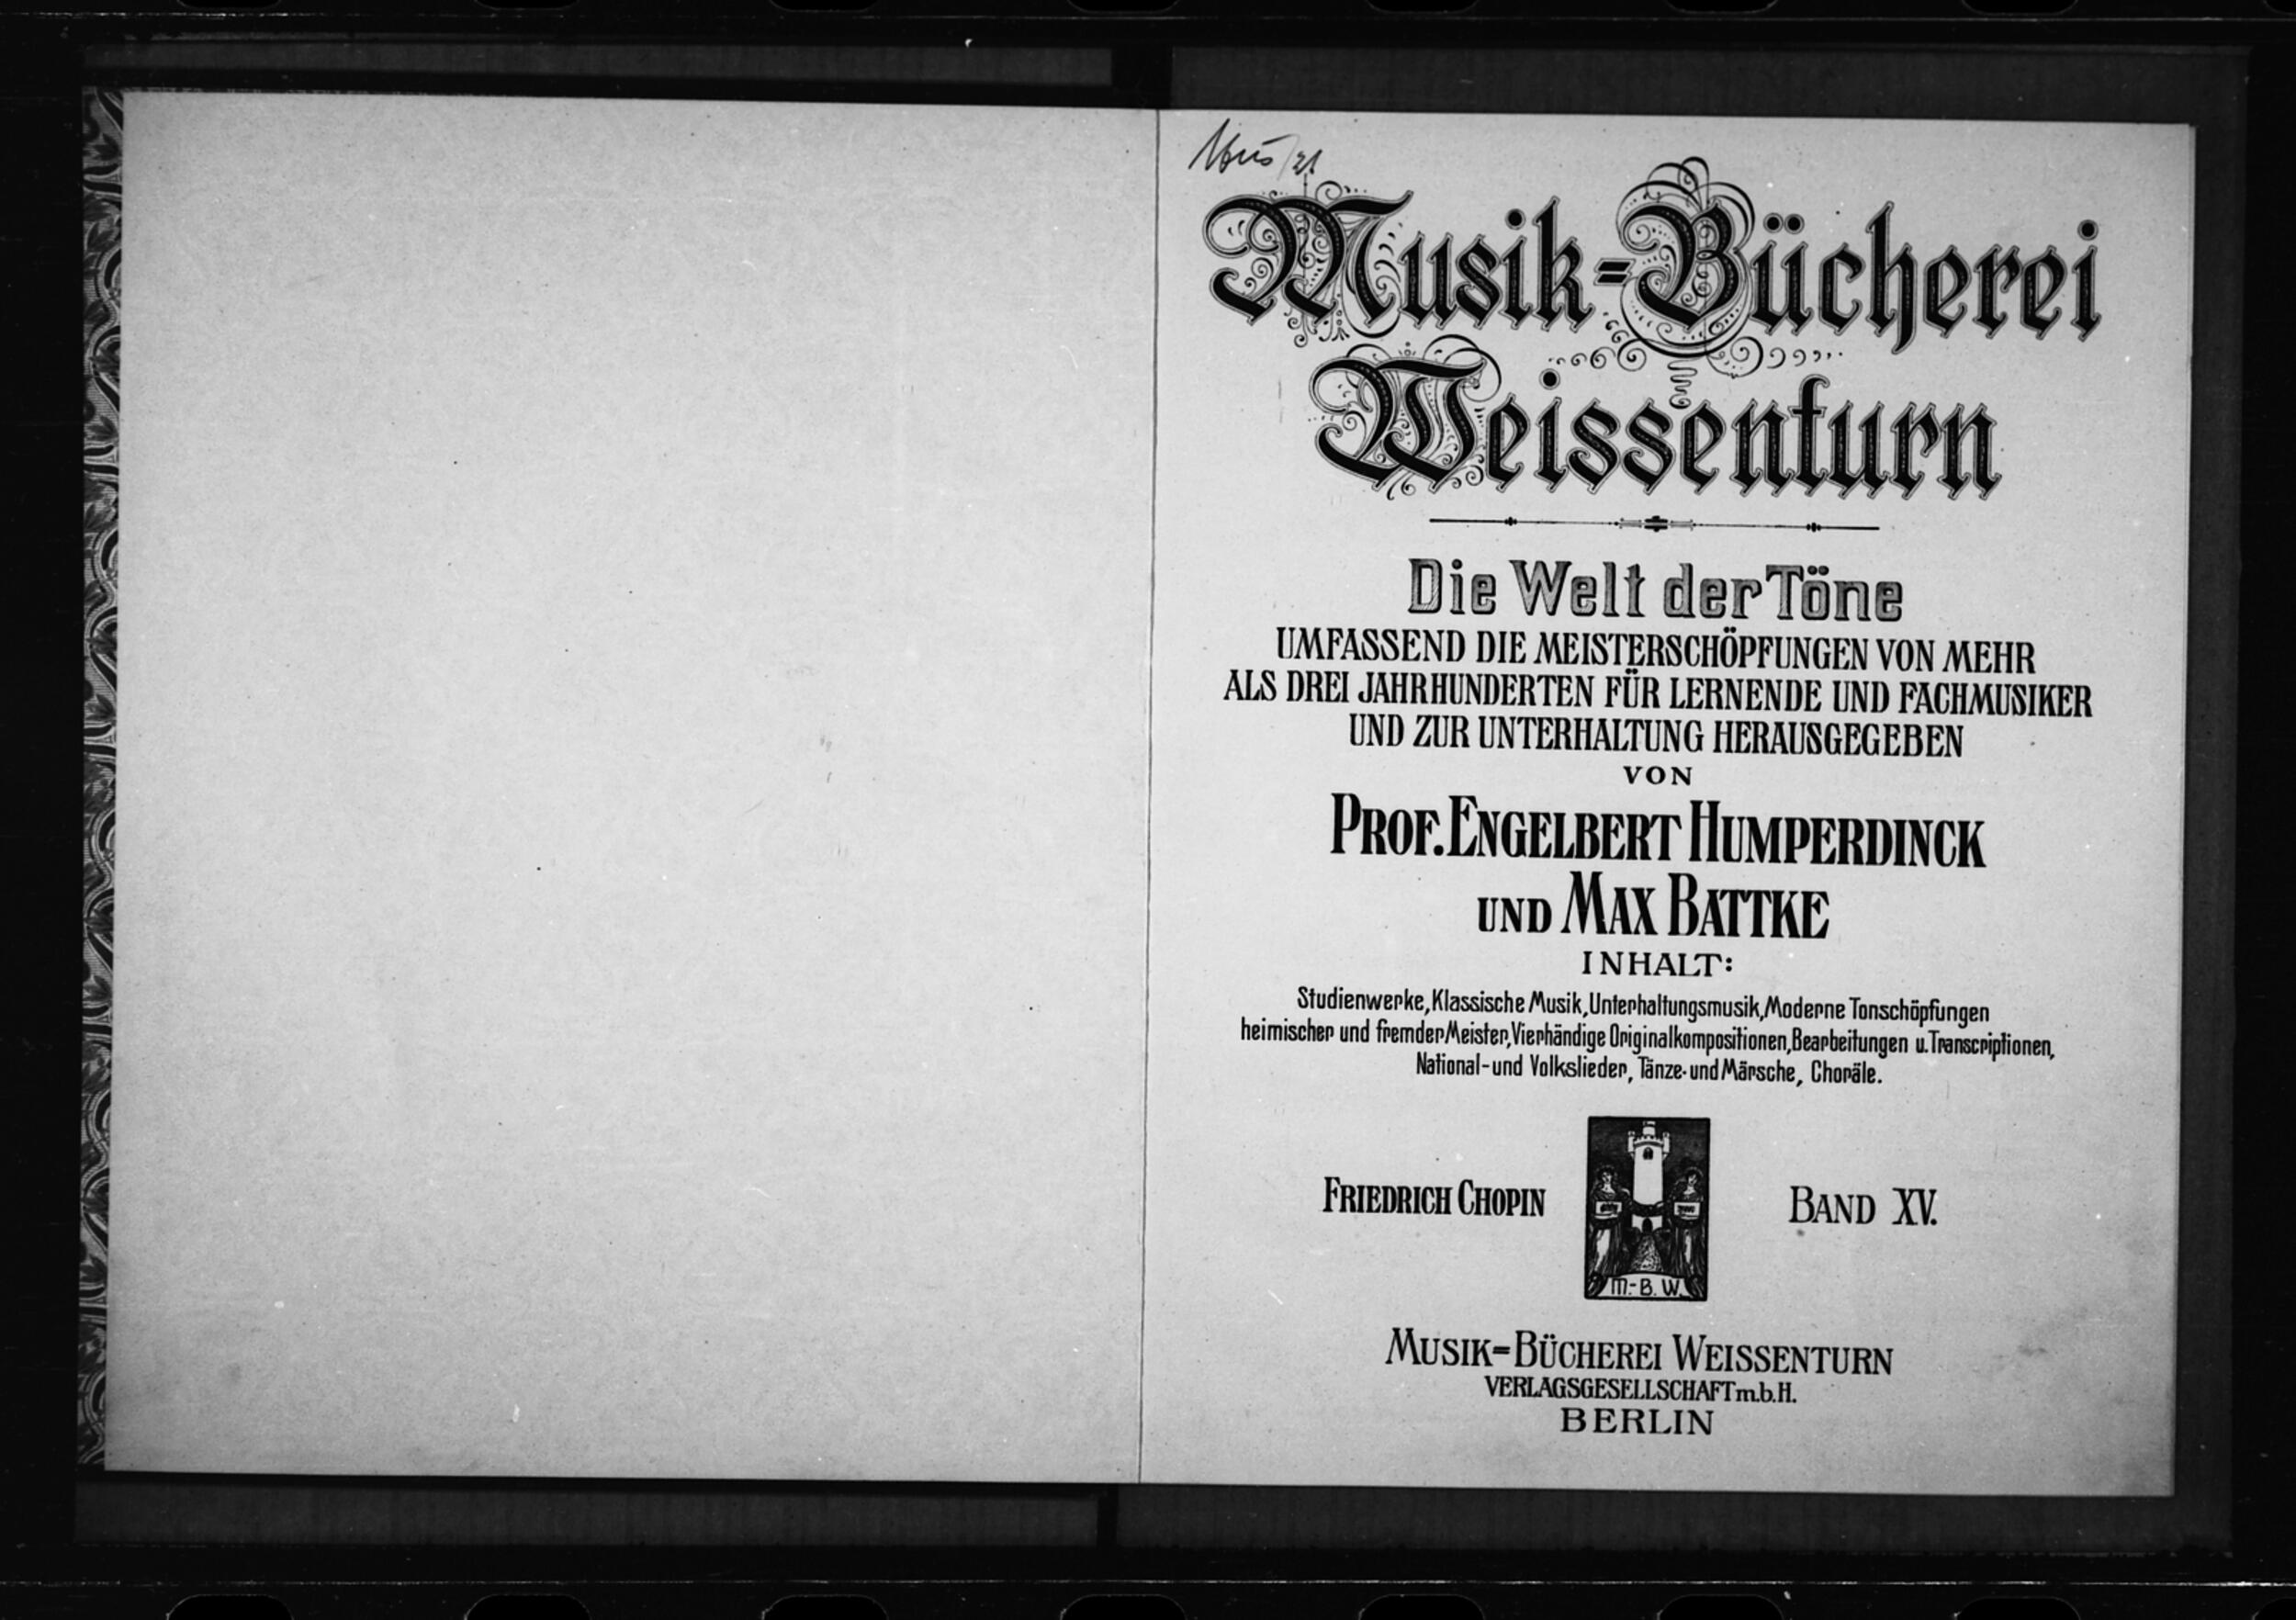 Musik=Bücherei
Weissenturn
Die Welt der Töne
UMFASSEND DIE MEISTERSCHÖPFUNGEN VON MEHR
ALS DREI JAHRHUNDERTEN FÜR LERNENDE UND FACHMUSIKER
UND ZUR UNTERHALTUNG HERAUSGEGEBEN
VON
PROF. ENGELBERT HUMPERDINCK
UND MAX BATTKE
INHALT:
Studienwerke, Klassische Musik, Unterhaltungsmusik, Moderne Tonschöpfungen
heimischer und fremder Meister, Vierhändige Originalkompositionen, Bearbeitungen u. Transcriptionen,
National- und Volkslieder, Tänze- und Märsche, Choräle.
FRIEDRICH CHOPIN
M.-B. W.
BAND XV.
MUSIK=BÜCHEREI WEISSENTURN
VERLAGSGESELLSCHAFT m.b.H.
BERLIN